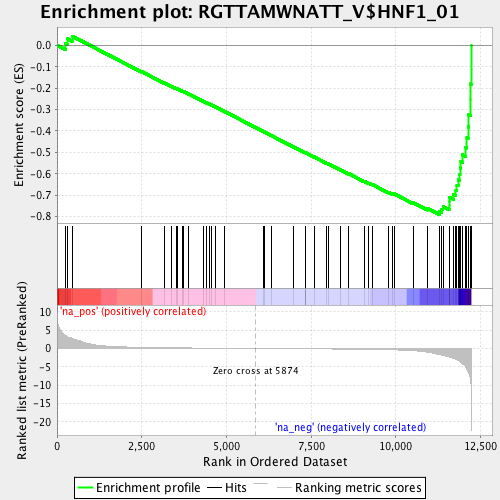 Enrichment plot: RGTTAMWNATT_V$HNF1_01
Enrichment score (ES)
0.0
-0.1
-0.2
-0.3
-0.4
-0.5
-0.6
-0.7
-0.8
'na_pos' (positively correlated)
Ranked list metric (PreRanked)
10
5
0
-5
-10
-15
-20
Zero cross at 5874
'na_neg' (negatively correlated)
0
2,500
5,000
7,500
10,000
12,500
Rank in Ordered Dataset
Enrichment profile
Hits
Ranking metric scores